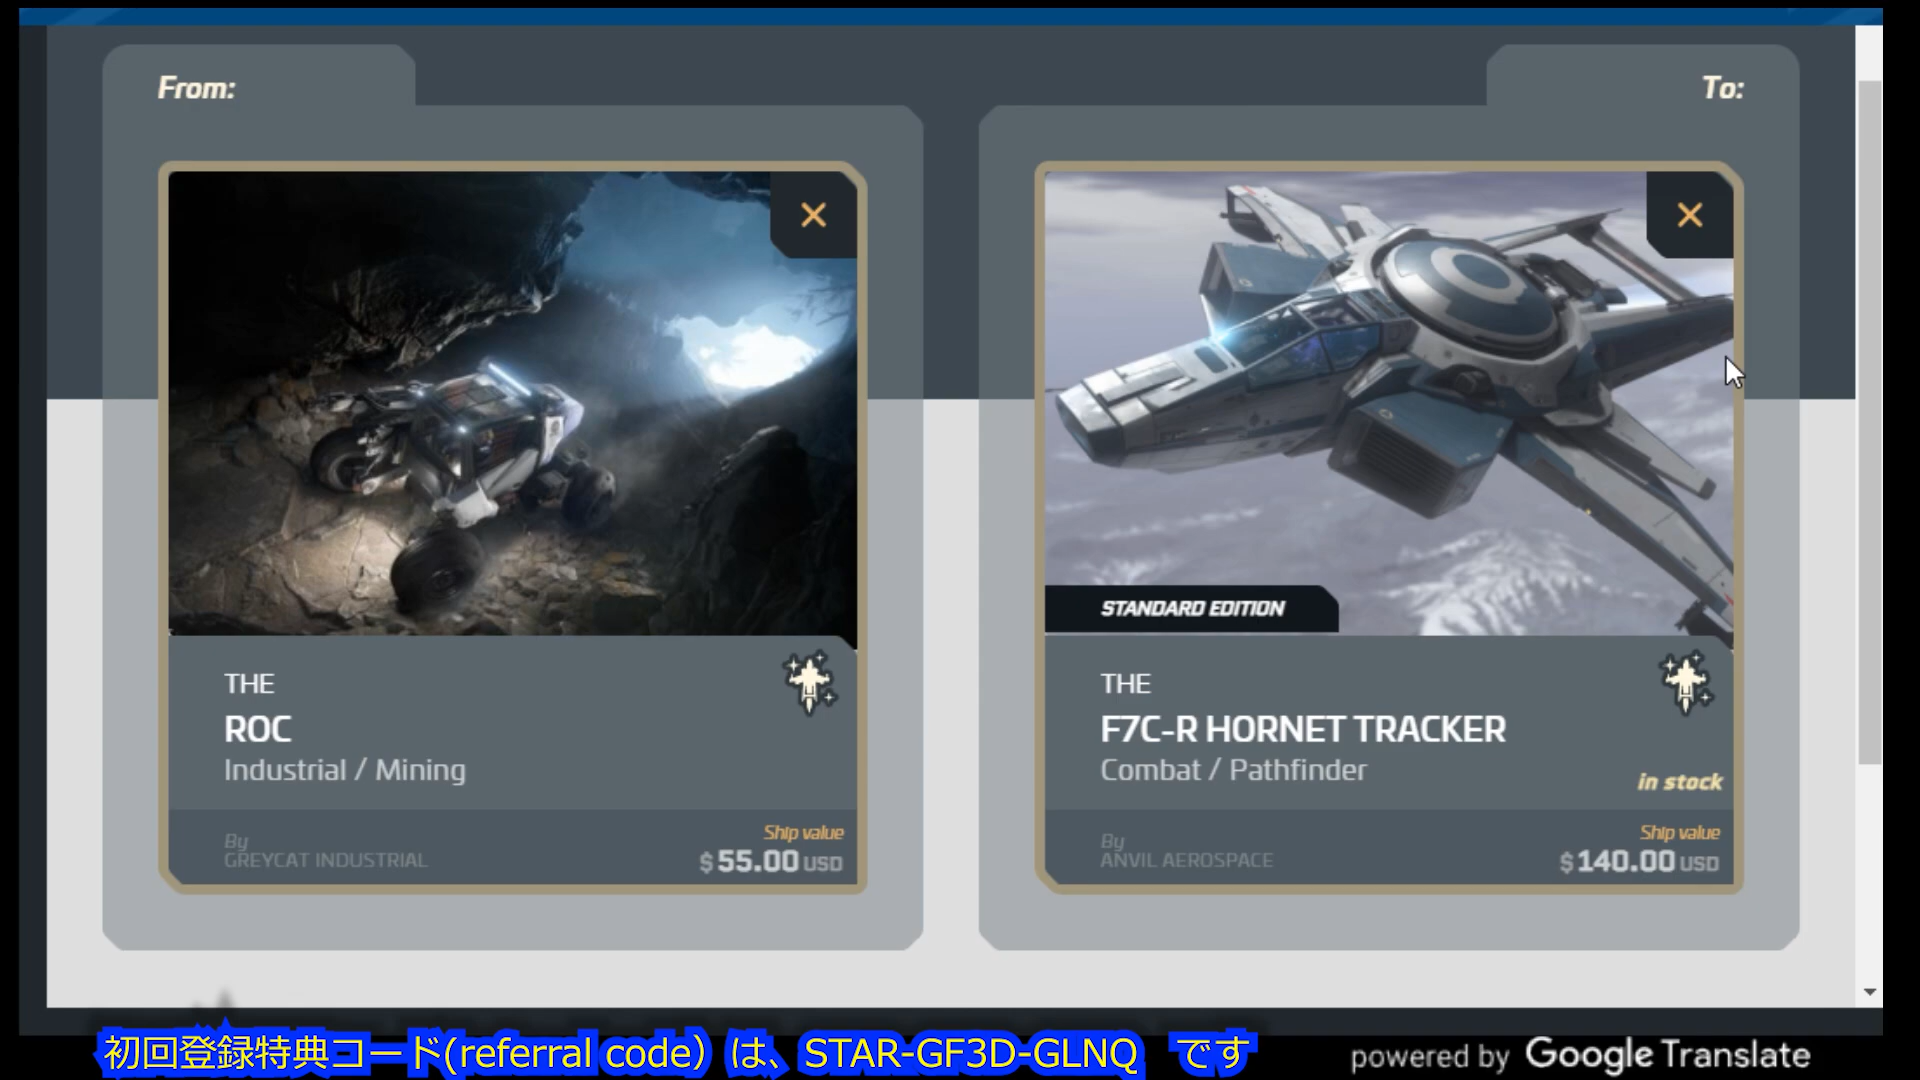 From:
To:
THE
ROC
Industrial / Mining
By
GREYCAT INDUSTRIAL
Ship value
$ 55.00 USD
STANDARD EDITION
THE
F7C-R HORNET TRACKER
Combat / Pathfinder
in stock
By
ANVIL AEROSPACE
Ship value
$ 140.00 USD
初回登録特典コード(referral code）は、STAR-GF3D-GLNQ　です
powered by Google Translate